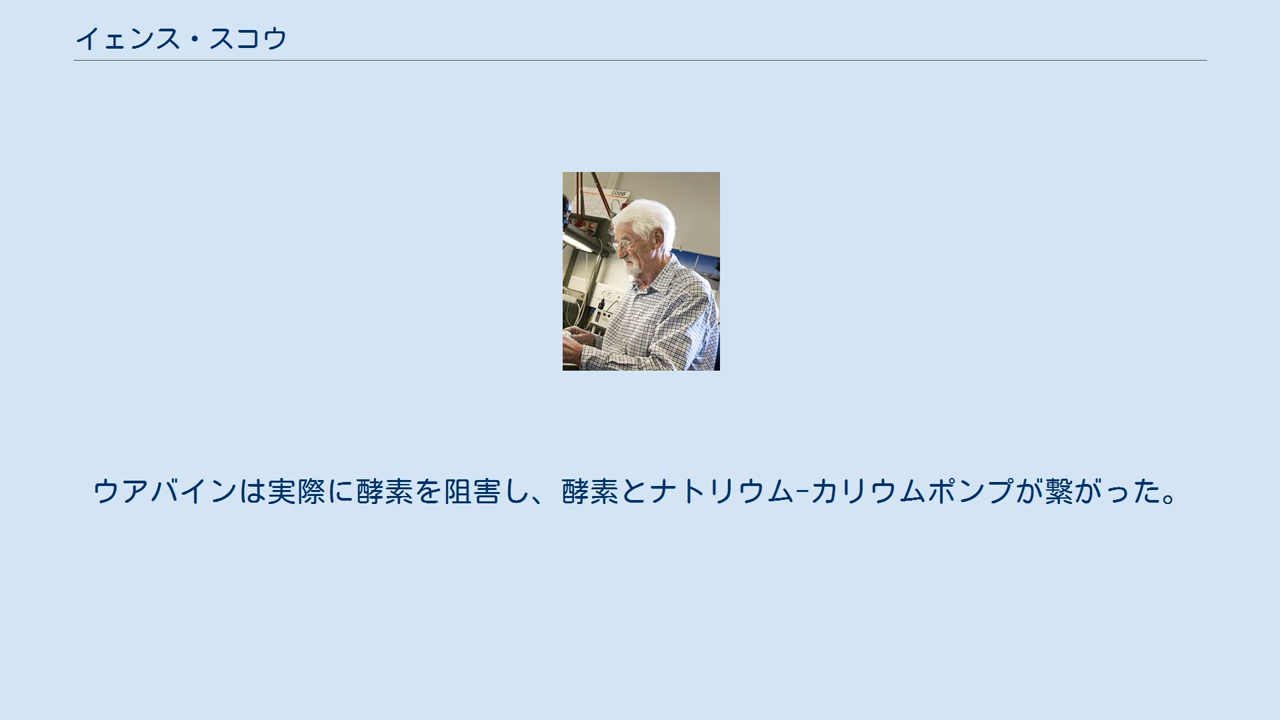 イェンス・スコウ
2008
ウアバインは実際に酵素を阻害し、酵素とナトリウム-カリウムポンプが繋がった。